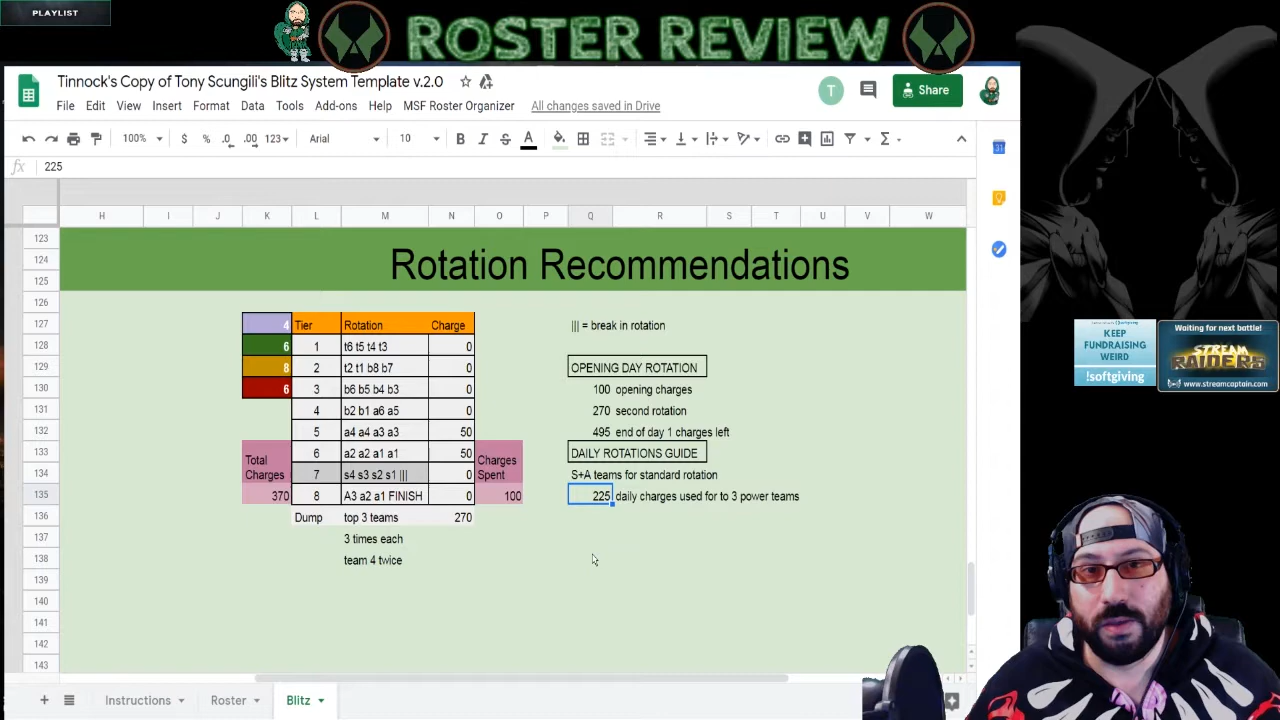 PLAYLIST
ROSTER REVIEW
Tinnock's Copy of Tony Scungili's Blitz System Template v.2.0
File Edit View Insert Format Data Tools Add-ons Help MSF Roster Organizer All changes saved in Drive
T
Share
100% $ % .0 .00 123 Arial 10 B I S A Σ
fx 225
H I J K L M N O P Q R S T U V W
123
124 Rotation Recommendations
125
126
127 4 Tier Rotation Charge ||| = break in rotation
128 6 1 t6 t5 t4 t3 0
129 8 2 t2 t1 b8 b7 0 OPENING DAY ROTATION
130 6 3 b6 b5 b4 b3 0 100 opening charges
131 4 b2 b1 a6 a5 0 270 second rotation
132 5 a4 a4 a3 a3 50 495 end of day 1 charges left
133 6 a2 a2 a1 a1 50 DAILY ROTATIONS GUIDE
134 Total Charges 7 s4 s3 s2 s1 ||| 0 Charges Spent S+A teams for standard rotation
135 370 8 A3 a2 a1 FINISH 0 100 225 daily charges used for to 3 power teams
136 Dump top 3 teams 270
137 3 times each
138 team 4 twice
139
140
141
142
143
Instructions Roster Blitz
31
KEEP
FUNDRAISING
WEIRD
!softgiving
Waiting for next battle!
STREAM
RAIDERS
www.streamcaptain.com